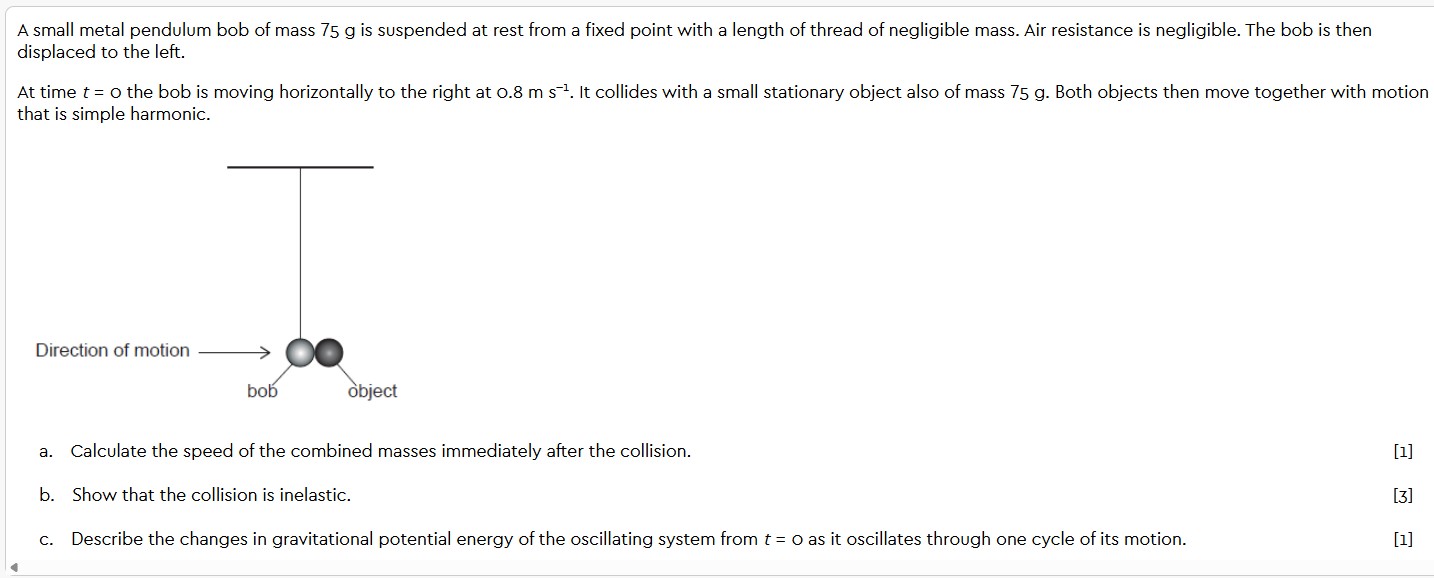 A small metal pendulum bob of mass 75 g is suspended at rest from a fixed point with a length of thread of negligible mass. Air resistance is negligible. The bob is then
displaced to the left.
At time t = 0 the bob is moving horizontally to the right at 0.8 m s⁻¹. It collides with a small stationary object also of mass 75 g. Both objects then move together with motion
that is simple harmonic.
Direction of motion
bob object
a. Calculate the speed of the combined masses immediately after the collision. [1]
b. Show that the collision is inelastic. [3]
c. Describe the changes in gravitational potential energy of the oscillating system from t = 0 as it oscillates through one cycle of its motion. [1]